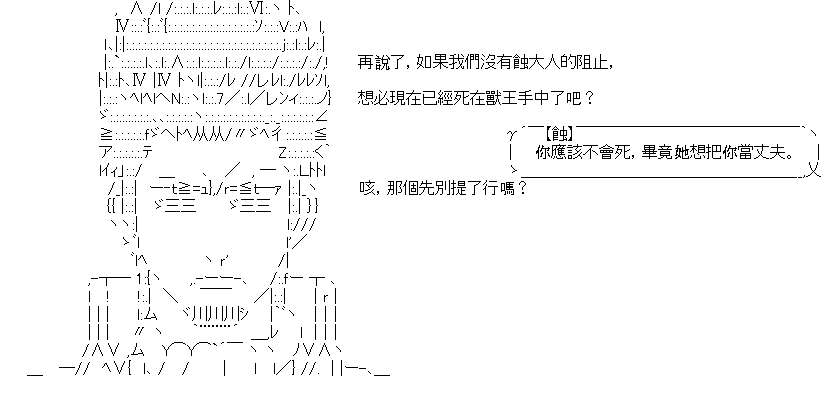 再說了，如果我們沒有蝕大人的阻止，
想必現在已經死在獸王手中了吧？
【蝕】
你應該不會死，畢竟她想把你當丈夫。
咳，那個先別提了行嗎？